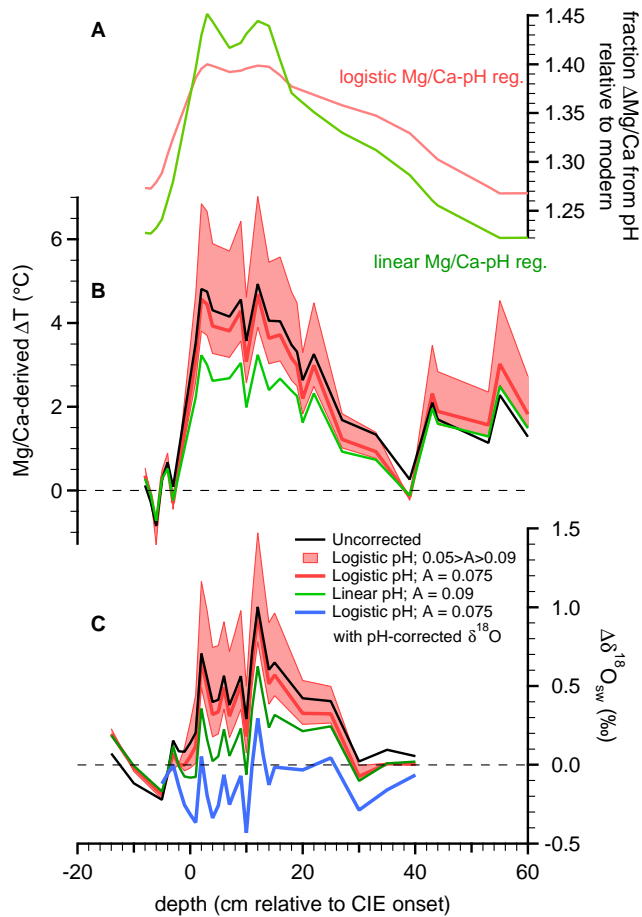 A
1.45
1.40
1.35
1.30
1.25
fraction ΔMg/Ca from pH
relative to modern
logistic Mg/Ca-pH reg.
linear Mg/Ca-pH reg.
B
6
4
2
0
Mg/Ca-derived ΔT (°C)
Uncorrected
Logistic pH; 0.05>A>0.09
Logistic pH; A = 0.075
Linear pH; A = 0.09
Logistic pH; A = 0.075
with pH-corrected δ¹⁸O
C
1.5
1.0
0.5
0.0
-0.5
Δδ¹⁸Osw (‰)
-20
0
20
40
60
depth (cm relative to CIE onset)